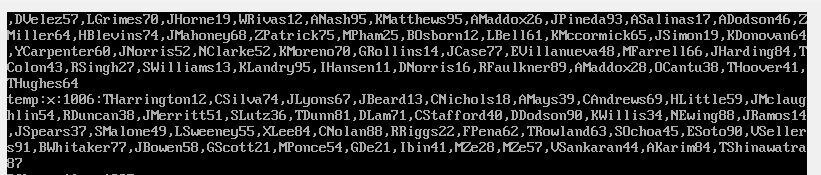 ,DVelez57,LGrimes70,JHorne19,WRivas12,ANash95,KMatthews95,AMaddox26,JPineda93,ASalinas17,ADodson46,Z
Miller64,HBlevins74,JMahoney68,ZPatrick75,MPham25,BOsborn12,LBell61,KMccormick65,JSimon19,KDonovan64
,YCarpenter60,JNorris52,NClarke52,KMoreno70,GRollins14,JCase77,EVillanueva48,MFarrell66,JHarding84,T
Colon43,RSingh27,SWilliams13,KLandry95,IHansen11,DNorris16,RFaulkner89,AMaddox28,OCantu38,THoover41,
THughes64
temp:x:1006:THarrington12,CSilva74,JLyons67,JBeard13,CNichols18,AMays39,CAndrews69,HLittle59,JMclaug
hlin54,RDuncan38,JMerritt51,SLutz36,TDunn81,DLam71,CStafford40,DDodson90,KWillis34,NEwing88,JRamos14
,JSpears37,SMalone49,LSweeney55,XLee84,CNolan88,RRiggs22,FPena62,TRowland63,SOchoa45,ESoto90,VSeller
s91,BWhitaker77,JBowen58,GScott21,MPonce54,GDe21,Ibin41,MZe28,MZe57,VSankaran44,AKarim84,TShinawatra
87